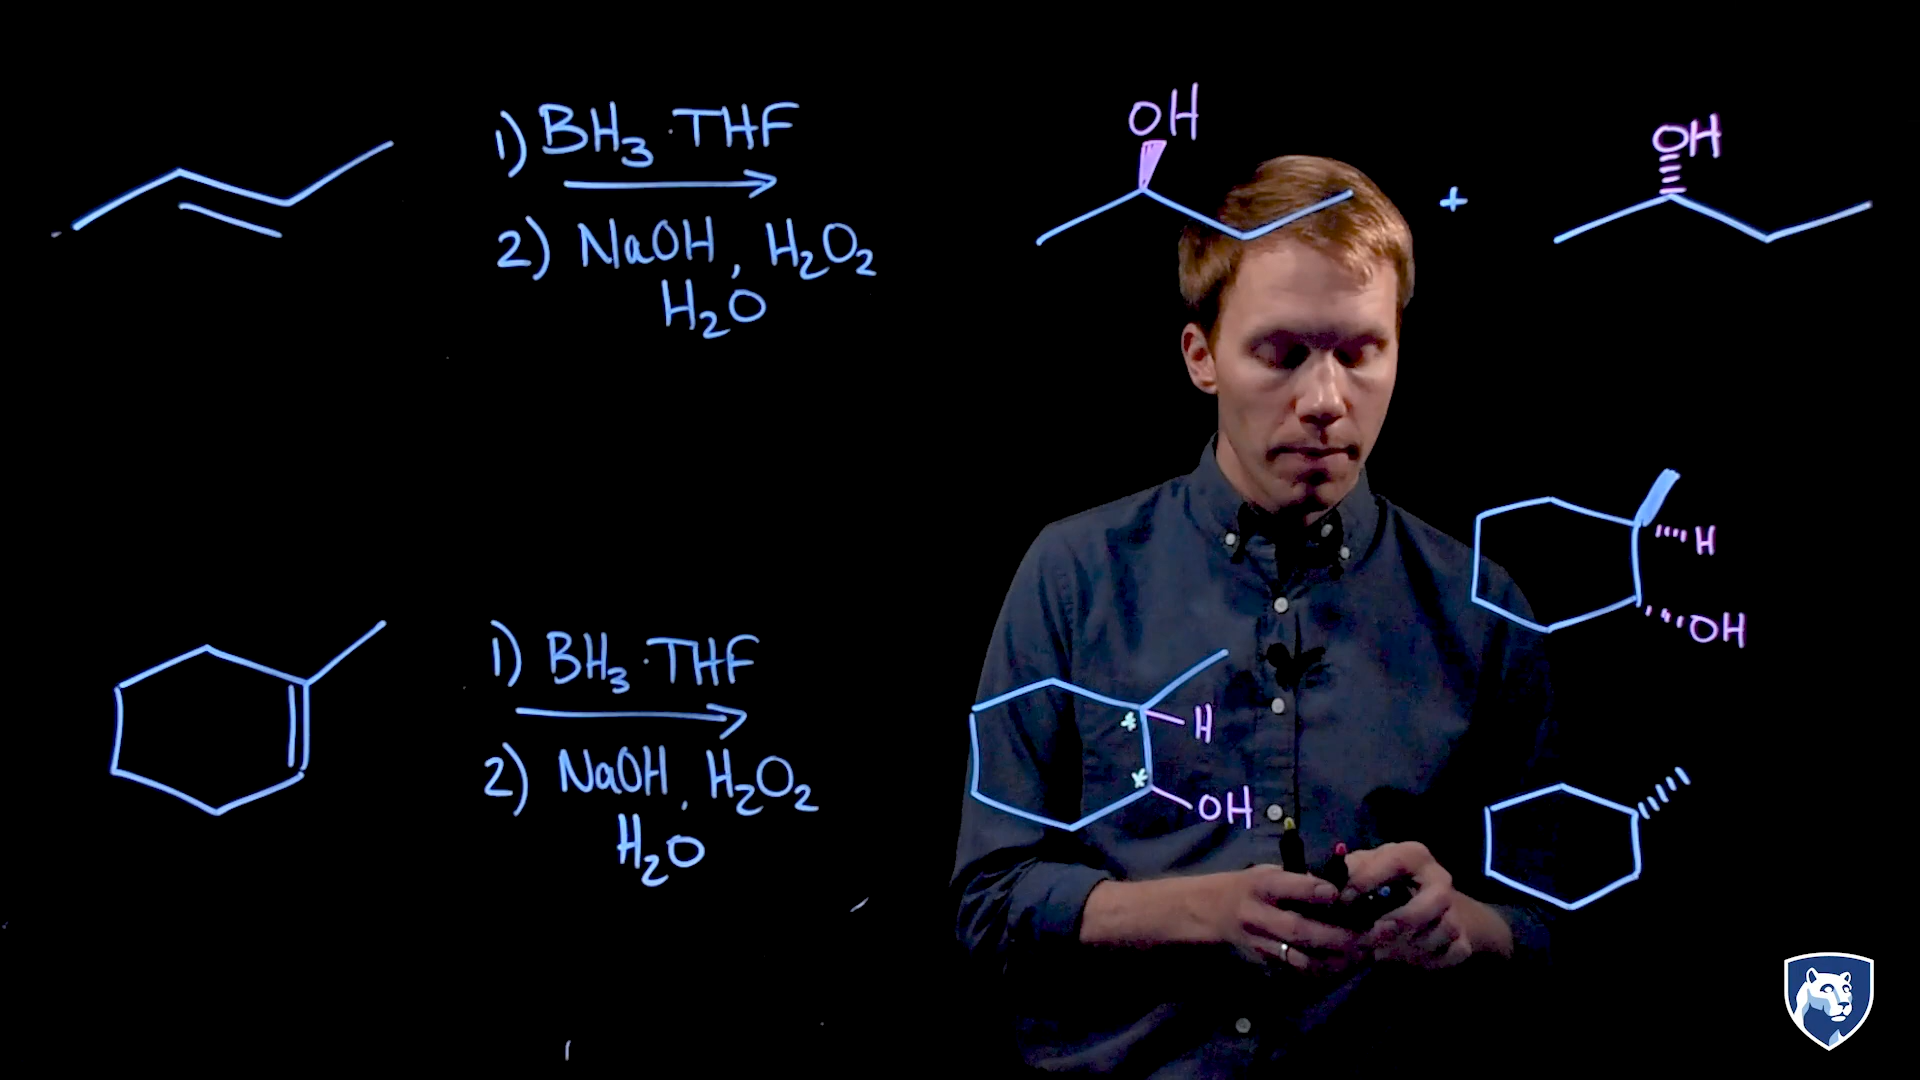 1) BH₃·THF
2) NaOH, H₂O₂
H₂O
OH
+
OH
1) BH₃·THF
2) NaOH, H₂O₂
H₂O
H
OH
H
OH